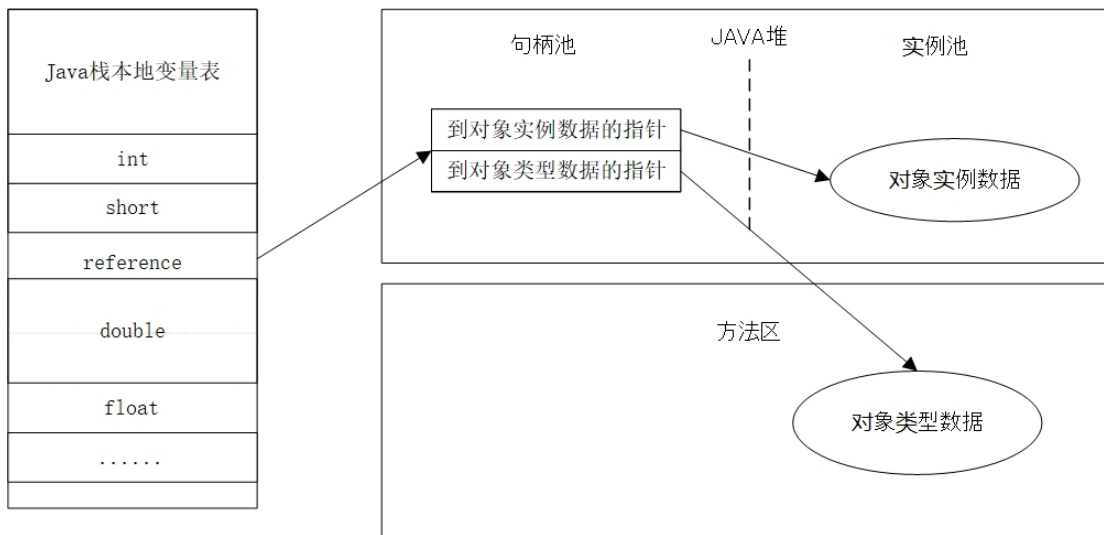 Java栈本地变量表
int
short
reference
double
float
......
句柄池
JAVA堆
实例池
到对象实例数据的指针
到对象类型数据的指针
对象实例数据
方法区
对象类型数据